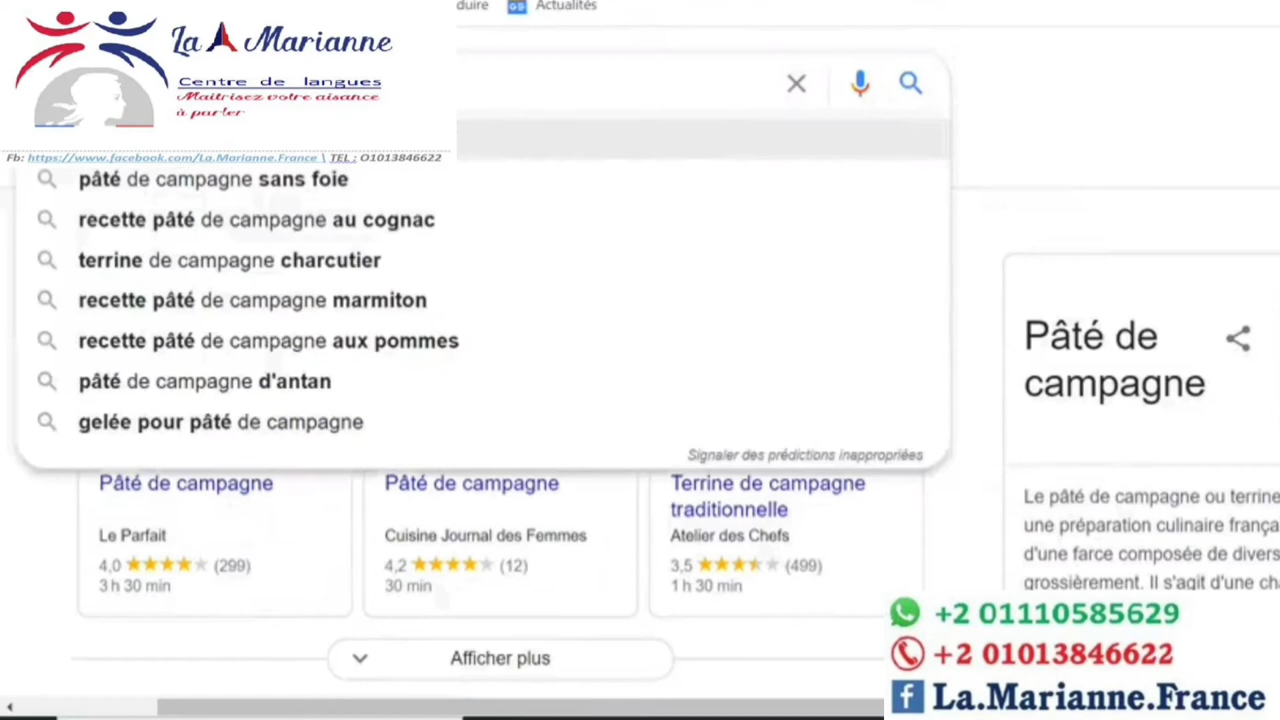 duire Actualités
La Marianne
Centre de langues
Maîtrisez votre aisance
à parler
Fb: https://www.facebook.com/La.Marianne.France \ TEL : O1013846622
pâté de campagne sans foie
recette pâté de campagne au cognac
terrine de campagne charcutier
recette pâté de campagne marmiton
recette pâté de campagne aux pommes
pâté de campagne d'antan
gelée pour pâté de campagne
Signaler des prédictions inappropriées
Pâté de campagne
Le Parfait
4,0 ★★★★★ (299)
3 h 30 min
Pâté de campagne
Cuisine Journal des Femmes
4,2 ★★★★★ (12)
30 min
Terrine de campagne
traditionnelle
Atelier des Chefs
3,5 ★★★★★ (499)
1 h 30 min
Afficher plus
Pâté de
campagne
Le pâté de campagne ou terrine
une préparation culinaire frança
d'une farce composée de divers
grossièrement. Il s'agit d'une cha
+2 01110585629
+2 01013846622
La.Marianne.France